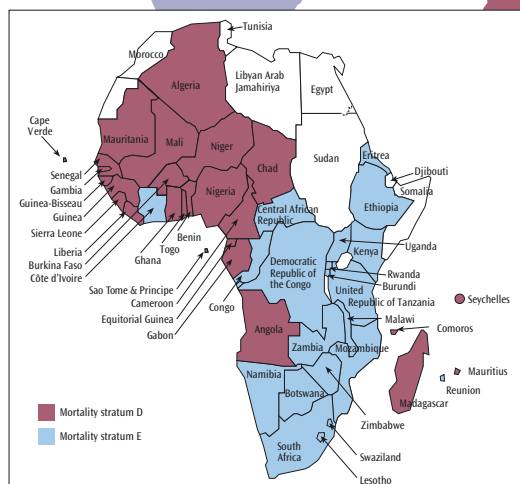 Tunisia
Morocco
Algeria
Libyan Arab
Jamahiriya
Egypt
Cape
Verde
Mauritania
Mali
Niger
Chad
Sudan
Eritrea
Djibouti
Somalia
Senegal
Gambia
Guinea-Bissau
Guinea
Sierra Leone
Liberia
Burkina Faso
Côte d'Ivoire
Ghana
Togo
Benin
Nigeria
Central African
Republic
Ethiopia
Sao Tome & Principe
Cameroon
Equitorial Guinea
Gabon
Congo
Democratic
Republic of
the Congo
Kenya
Uganda
Rwanda
Burundi
United
Republic of Tanzania
Malawi
Seychelles
Comoros
Angola
Zambia
Mozambique
Mauritius
Reunion
Madagascar
Namibia
Botswana
Zimbabwe
South
Africa
Swaziland
Lesotho
Mortality stratum D
Mortality stratum E